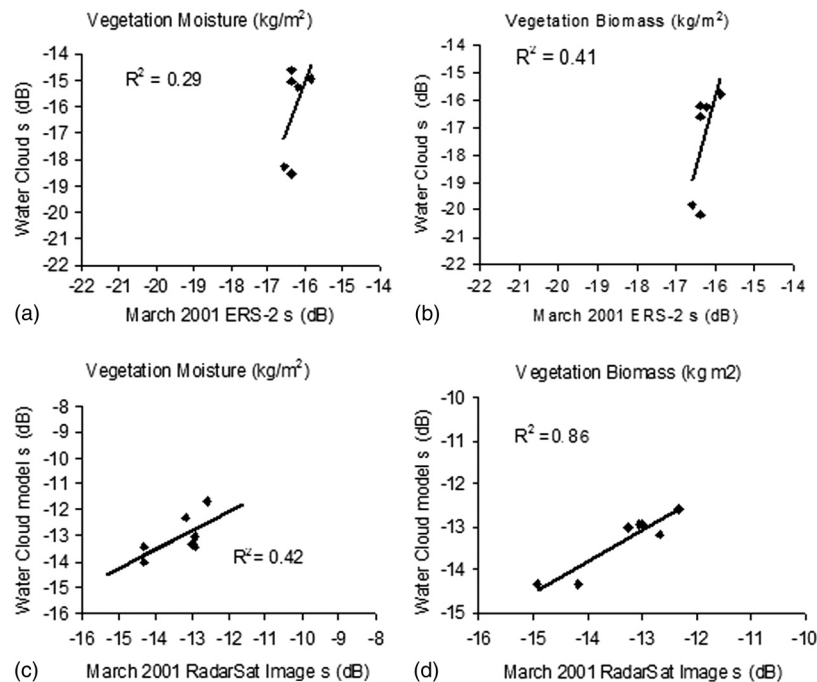 Vegetation Moisture (kg/m²)
R² = 0.29
Water Cloud s (dB)
-14
-15
-16
-17
-18
-19
-20
-21
-22
-22 -21 -20 -19 -18 -17 -16 -15 -14
(a) March 2001 ERS-2 s (dB)
Vegetation Biomass (kg/m²)
R² = 0.41
Water Cloud s (dB)
-14
-15
-16
-17
-18
-19
-20
-21
-22
-22 -21 -20 -19 -18 -17 -16 -15 -14
(b) March 2001 ERS-2 s (dB)
Vegetation Moisture (kg/m²)
R² = 0.42
Water Cloud model s (dB)
-8
-9
-10
-11
-12
-13
-14
-15
-16
-16 -15 -14 -13 -12 -11 -10 -9 -8
(c) March 2001 RadarSat Image s (dB)
Vegetation Biomass (kg m2)
R² = 0.86
Water Cloud model s (dB)
-10
-11
-12
-13
-14
-15
-16 -15 -14 -13 -12 -11 -10
(d) March 2001 RadarSat Image s (dB)